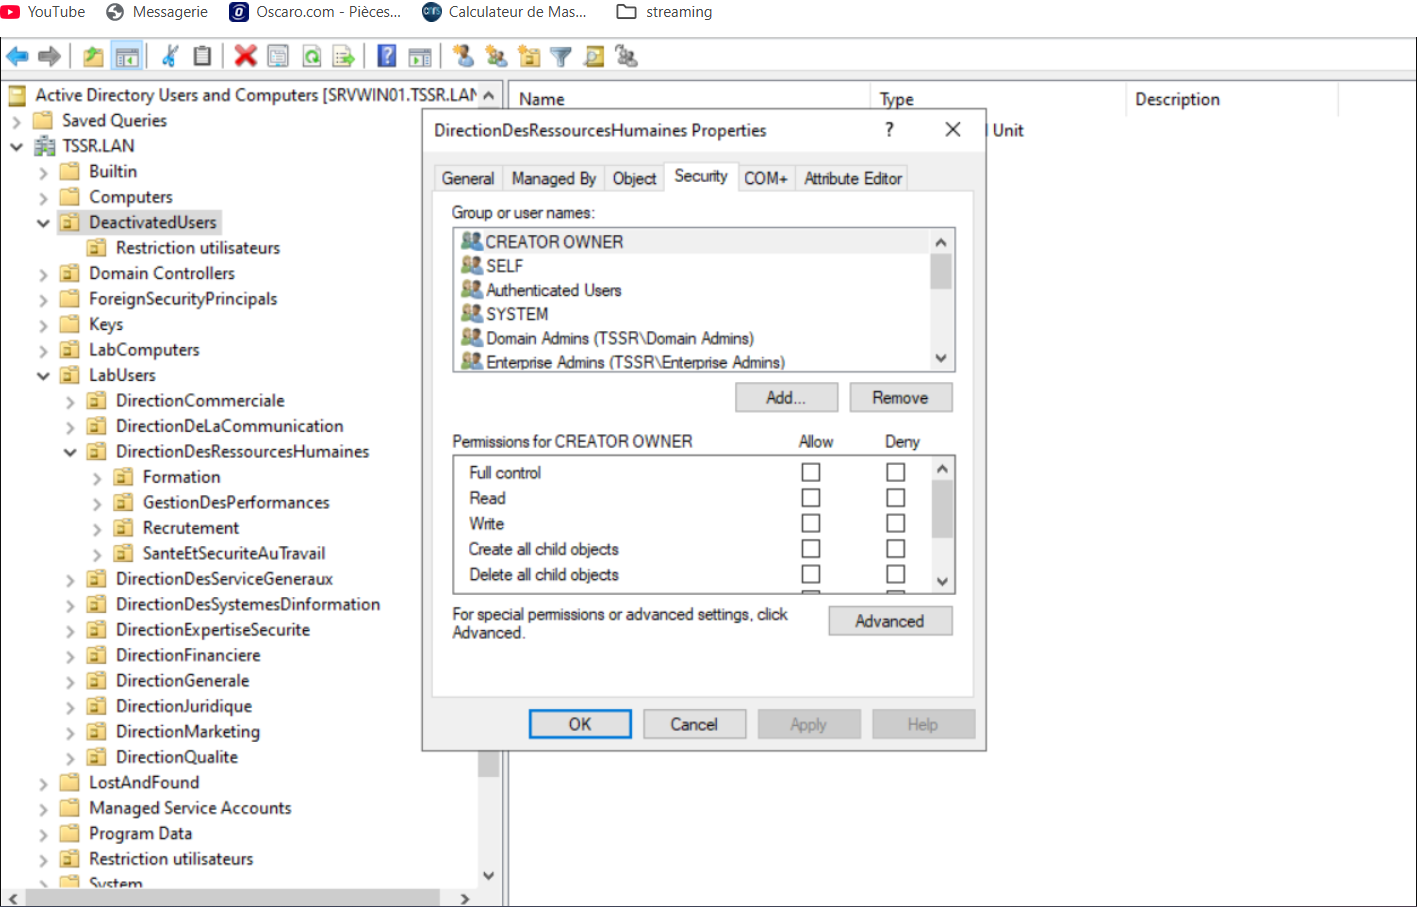 YouTube
Messagerie
Oscaro.com - Pièces...
Calculateur de Mas...
streaming
Active Directory Users and Computers [SRVWIN01.TSSR.LAN
Saved Queries
TSSR.LAN
Builtin
Computers
DeactivatedUsers
Restriction utilisateurs
Domain Controllers
ForeignSecurityPrincipals
Keys
LabComputers
LabUsers
DirectionCommerciale
DirectionDeLaCommunication
DirectionDesRessourcesHumaines
Formation
GestionDesPerformances
Recrutement
SanteEtSecuriteAuTravail
DirectionDesServiceGeneraux
DirectionDesSystemesDinformation
DirectionExpertiseSecurite
DirectionFinanciere
DirectionGenerale
DirectionJuridique
DirectionMarketing
DirectionQualite
LostAndFound
Managed Service Accounts
Program Data
Restriction utilisateurs
System
Name
Type
Description
Unit
DirectionDesRessourcesHumaines Properties
?
General
Managed By
Object
Security
COM+
Attribute Editor
Group or user names:
CREATOR OWNER
SELF
Authenticated Users
SYSTEM
Domain Admins (TSSR\Domain Admins)
Enterprise Admins (TSSR\Enterprise Admins)
Add...
Remove
Permissions for CREATOR OWNER
Allow
Deny
Full control
Read
Write
Create all child objects
Delete all child objects
For special permissions or advanced settings, click
Advanced.
Advanced
OK
Cancel
Apply
Help